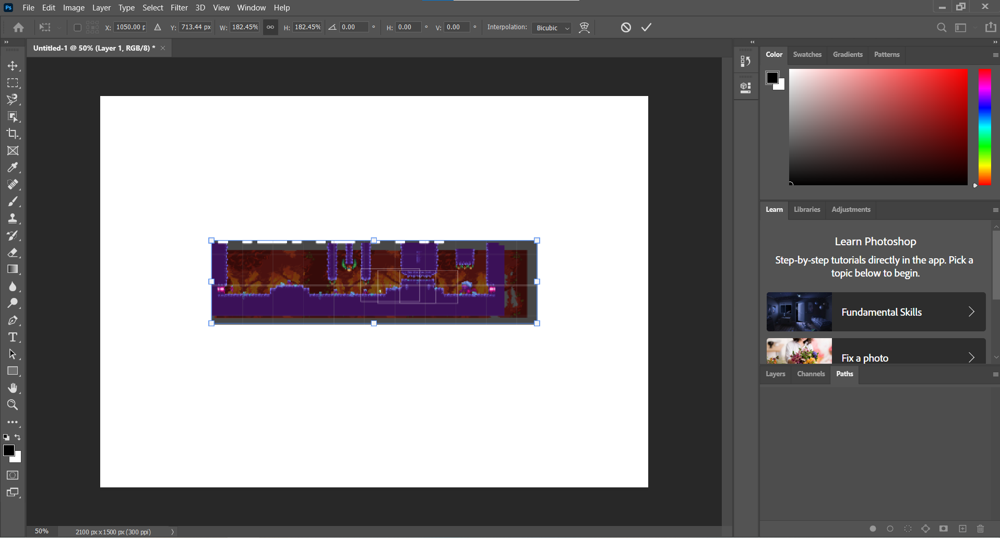 Ps File Edit Image Layer Type Select Filter 3D View Window Help
X: 1050.00 p Y: 713.44 px W: 182.45% H: 182.45% 0.00 ° H: 0.00 ° V: 0.00 ° Interpolation: Bicubic
Untitled-1 @ 50% (Layer 1, RGB/8) * ×
Color Swatches Gradients Patterns
Learn Libraries Adjustments
Learn Photoshop
Step-by-step tutorials directly in the app. Pick a
topic below to begin.
Fundamental Skills
Fix a photo
Layers Channels Paths
50% 2100 px x 1500 px (300 ppi)